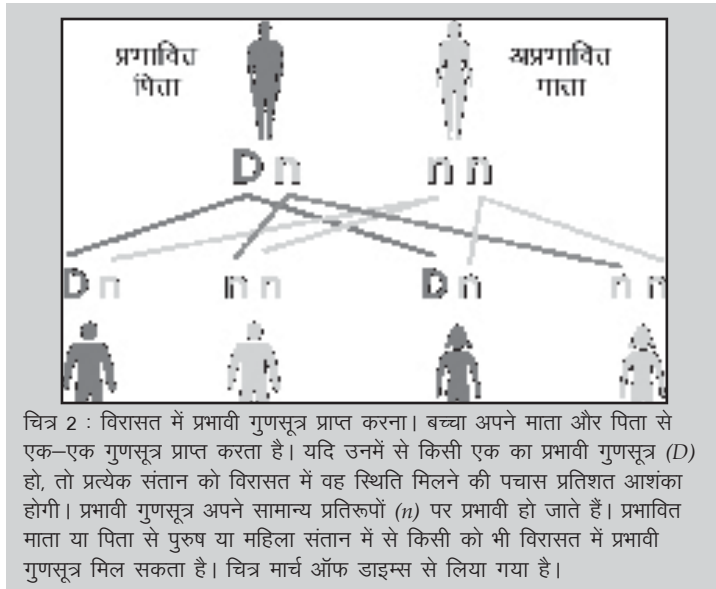 प्रभावित
पिता
अप्रभावित
माता
D n
n n
D n
n n
D n
n n
चित्र 2 : विरासत में प्रभावी गुणसूत्र प्राप्त करना। बच्चा अपने माता और पिता से
एक–एक गुणसूत्र प्राप्त करता है। यदि उनमें से किसी एक का प्रभावी गुणसूत्र (D)
हो, तो प्रत्येक संतान को विरासत में वह स्थिति मिलने की पचास प्रतिशत आशंका
होगी। प्रभावी गुणसूत्र अपने सामान्य प्रतिरूपों (n) पर प्रभावी हो जाते हैं। प्रभावित
माता या पिता से पुरुष या महिला संतान में से किसी को भी विरासत में प्रभावी
गुणसूत्र मिल सकता है। चित्र मार्च ऑफ डाइम्स से लिया गया है।